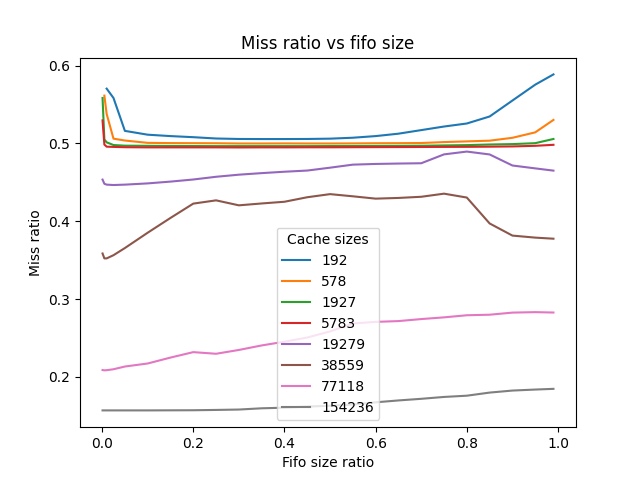 Miss ratio vs fifo size
Miss ratio
0.6
0.5
0.4
0.3
0.2
Cache sizes
192
578
1927
5783
19279
38559
77118
154236
0.0 0.2 0.4 0.6 0.8 1.0
Fifo size ratio